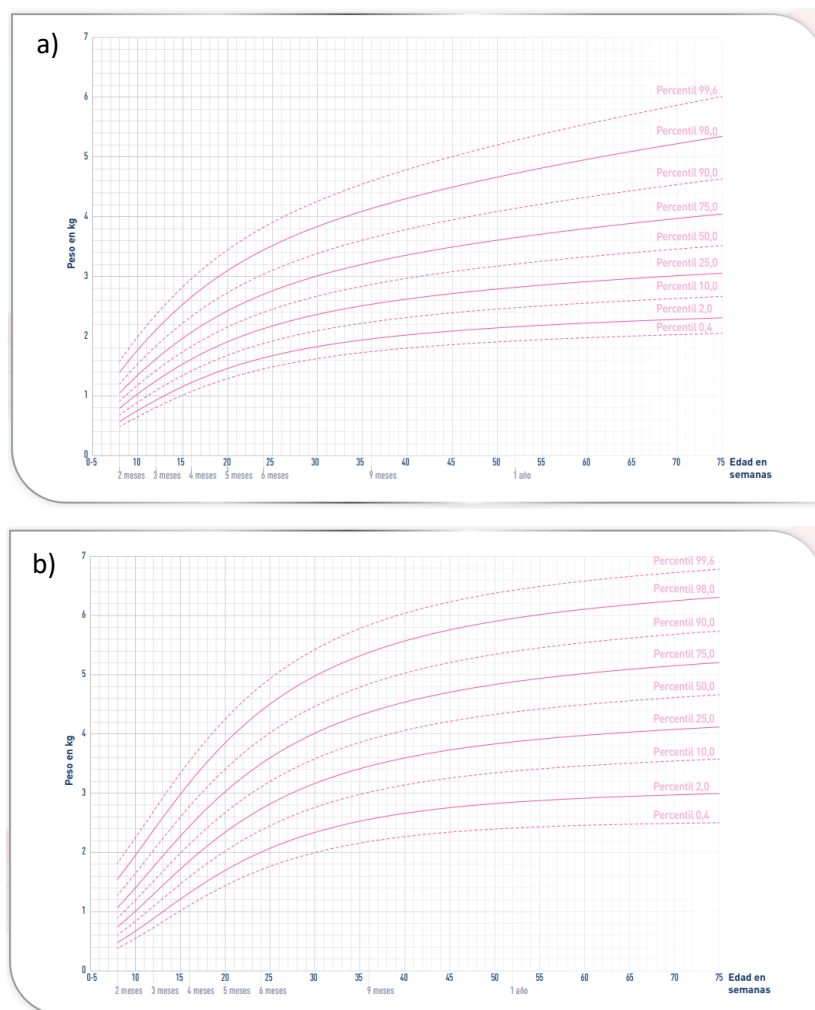 a)
7
Percentil 99,6
6
Percentil 98,0
5
Percentil 90,0
Peso en kg
Percentil 75,0
4
Percentil 50,0
Percentil 25,0
3
Percentil 10,0
Percentil 2,0
2
Percentil 0,4
1
0
0-5 10 15 20 25 30 35 40 45 50 55 60 65 70 75 Edad en
semanas
2 meses 3 meses 4 meses 5 meses 6 meses 9 meses 1 año
b)
7
Percentil 99,6
Percentil 98,0
6
Percentil 90,0
Percentil 75,0
5
Percentil 50,0
Peso en kg
Percentil 25,0
4
Percentil 10,0
3
Percentil 2,0
Percentil 0,4
2
1
0
0-5 10 15 20 25 30 35 40 45 50 55 60 65 70 75 Edad en
semanas
2 meses 3 meses 4 meses 5 meses 6 meses 9 meses 1 año